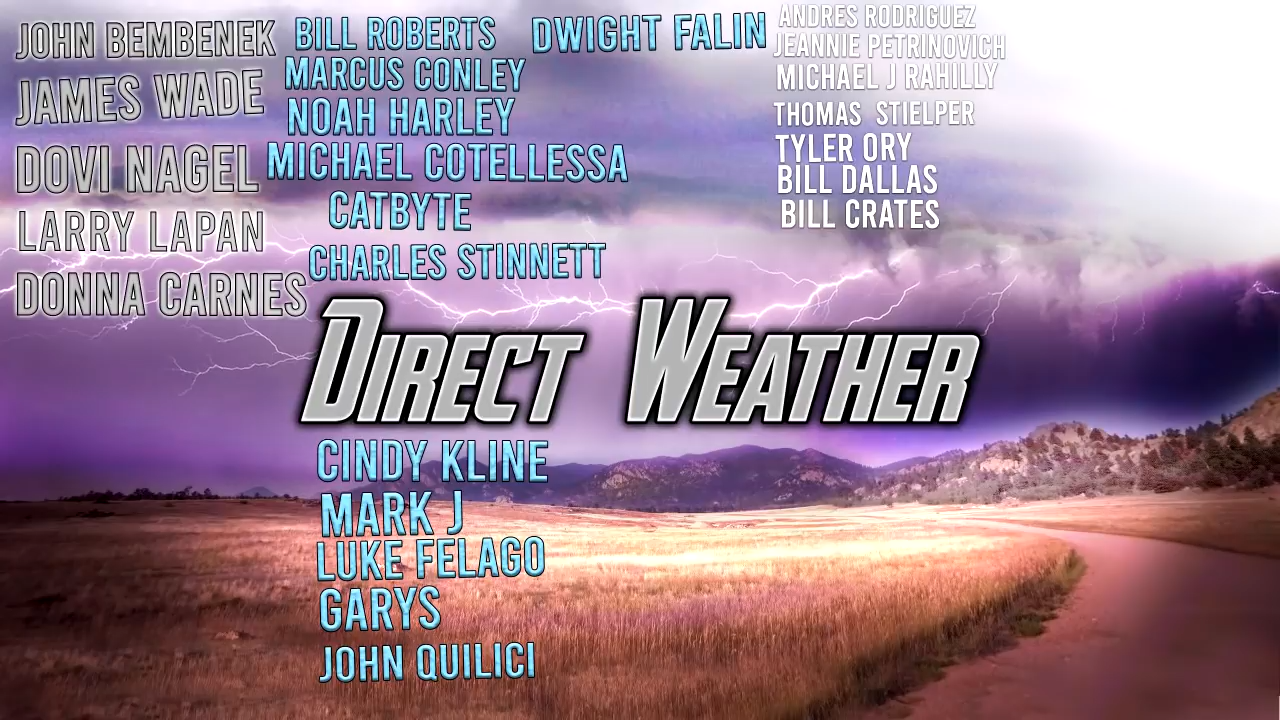 JOHN BEMBENEK
JAMES WADE
DOVI NAGEL
LARRY LAPAN
DONNA CARNES
BILL ROBERTS
MARCUS CONLEY
NOAH HARLEY
MICHAEL COTELLESSA
CATBYTE
CHARLES STINNETT
DWIGHT FALIN
ANDRES RODRIGUEZ
JEANNIE PETRINOVICH
MICHAEL J RAHILLY
THOMAS STIELPER
TYLER ORY
BILL DALLAS
BILL CRATES
DIRECT WEATHER
CINDY KLINE
MARK J
LUKE FELAGO
GARYS
JOHN QUILICI